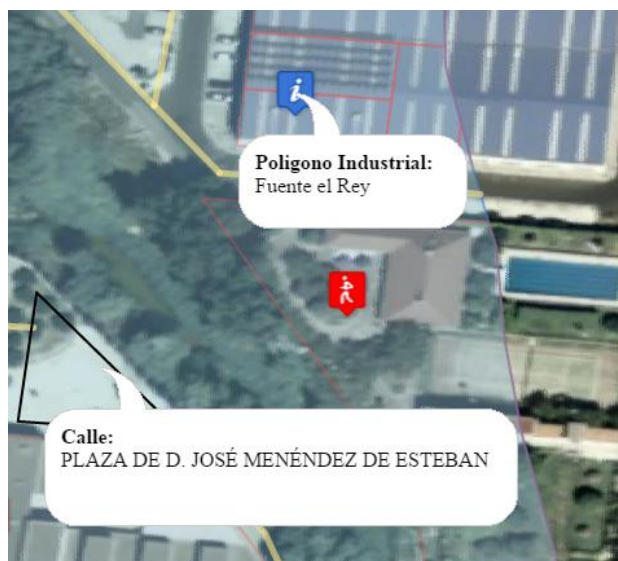 Poligono Industrial:
Fuente el Rey
Calle:
PLAZA DE D. JOSÉ MENÉNDEZ DE ESTEBAN